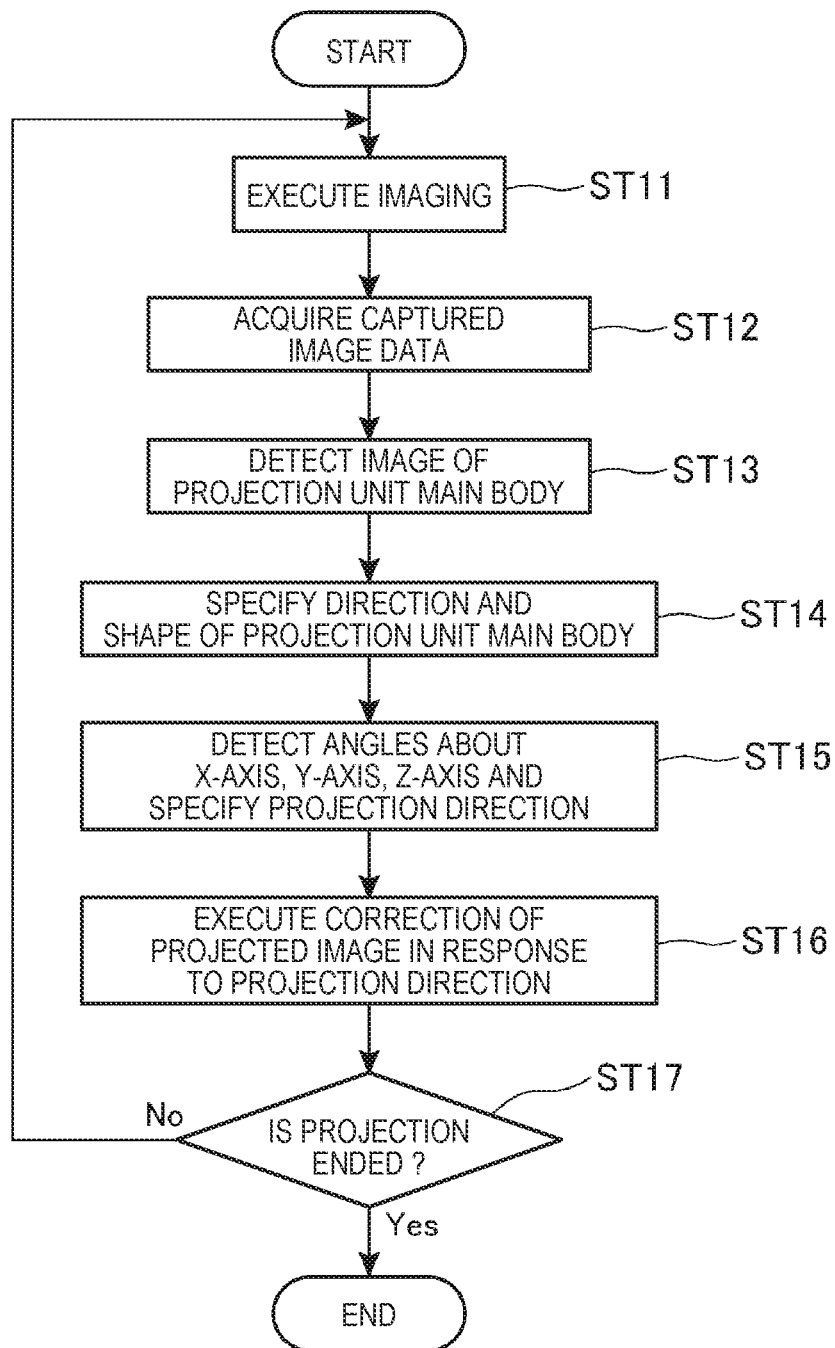 START
EXECUTE IMAGING
ST11
ACQUIRE CAPTURED
IMAGE DATA
ST12
DETECT IMAGE OF
PROJECTION UNIT MAIN BODY
ST13
SPECIFY DIRECTION AND
SHAPE OF PROJECTION UNIT MAIN BODY
ST14
DETECT ANGLES ABOUT
X-AXIS, Y-AXIS, Z-AXIS AND
SPECIFY PROJECTION DIRECTION
ST15
EXECUTE CORRECTION OF
PROJECTED IMAGE IN RESPONSE
TO PROJECTION DIRECTION
ST16
ST17
No
IS PROJECTION
ENDED ?
Yes
END